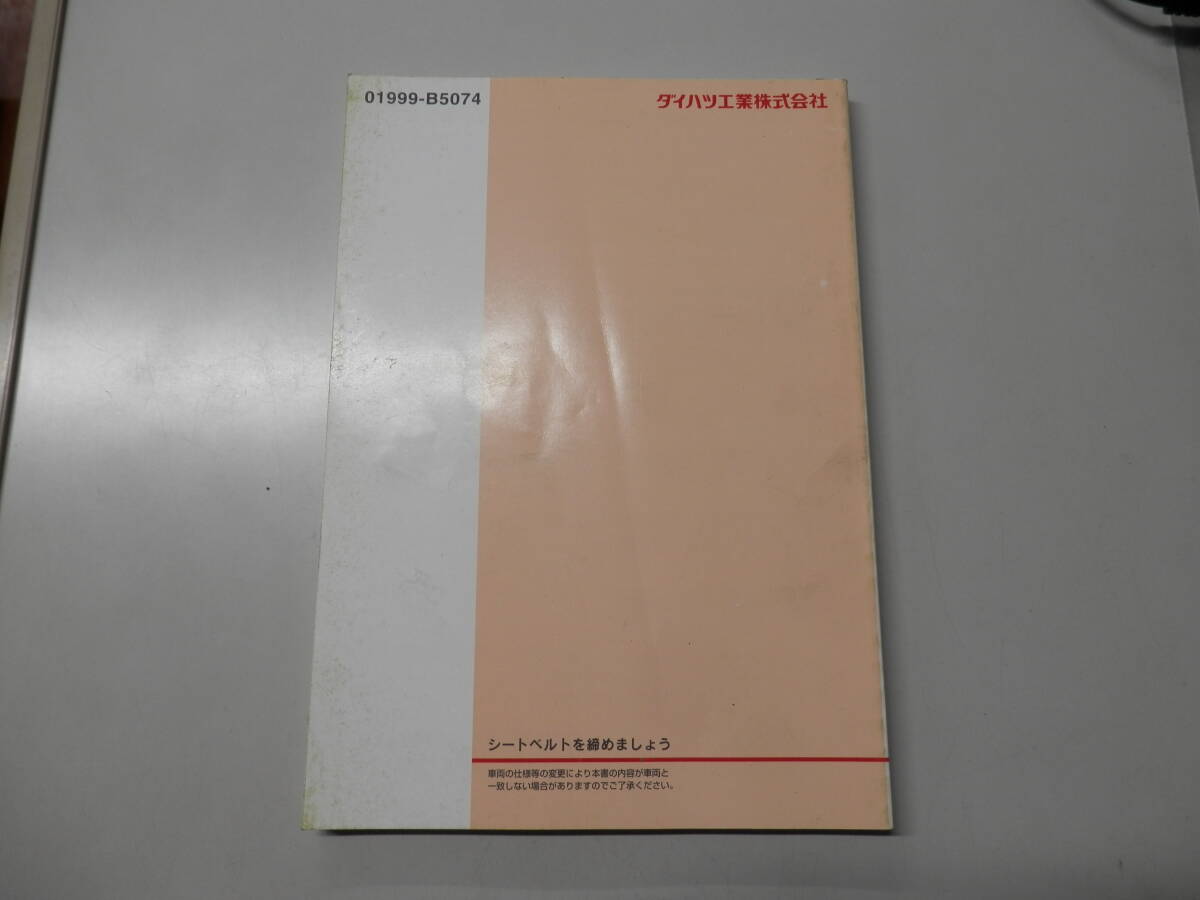 01999-B5074
ダイハツ工業株式会社
シートベルトを締めましょう
車両の仕様等の変更により本書の内容が車両と
一致しない場合がありますのでご了承ください。